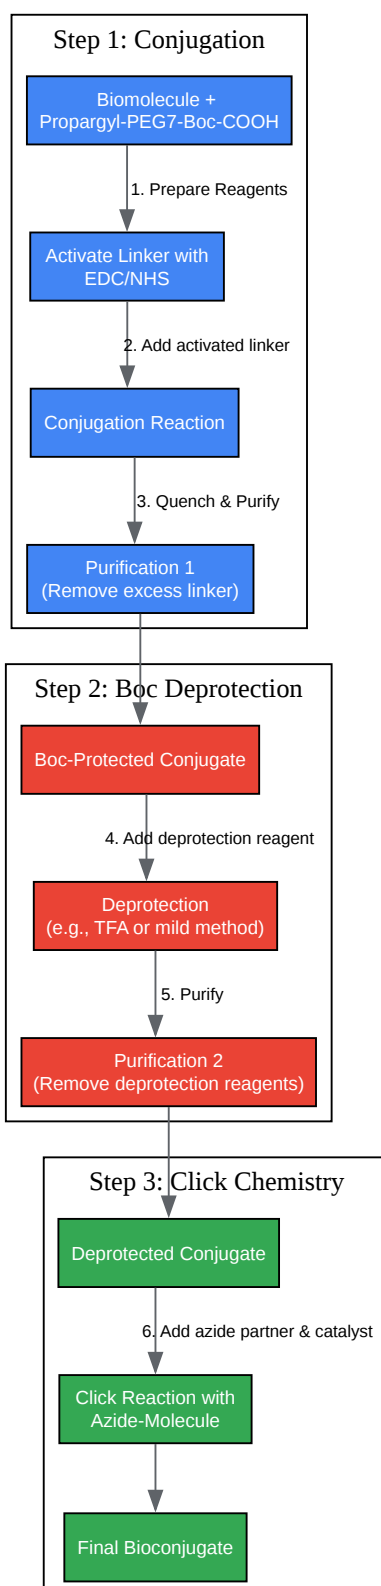 Step 1: Conjugation
Biomolecule +
Propargyl-PEG7-Boc-COOH
1. Prepare Reagents
Activate Linker with
EDC/NHS
2. Add activated linker
Conjugation Reaction
3. Quench & Purify
Purification 1
(Remove excess linker)
Step 2: Boc Deprotection
Boc-Protected Conjugate
4. Add deprotection reagent
Deprotection
(e.g., TFA or mild method)
5. Purify
Purification 2
(Remove deprotection reagents)
Step 3: Click Chemistry
Deprotected Conjugate
6. Add azide partner & catalyst
Click Reaction with
Azide-Molecule
Final Bioconjugate